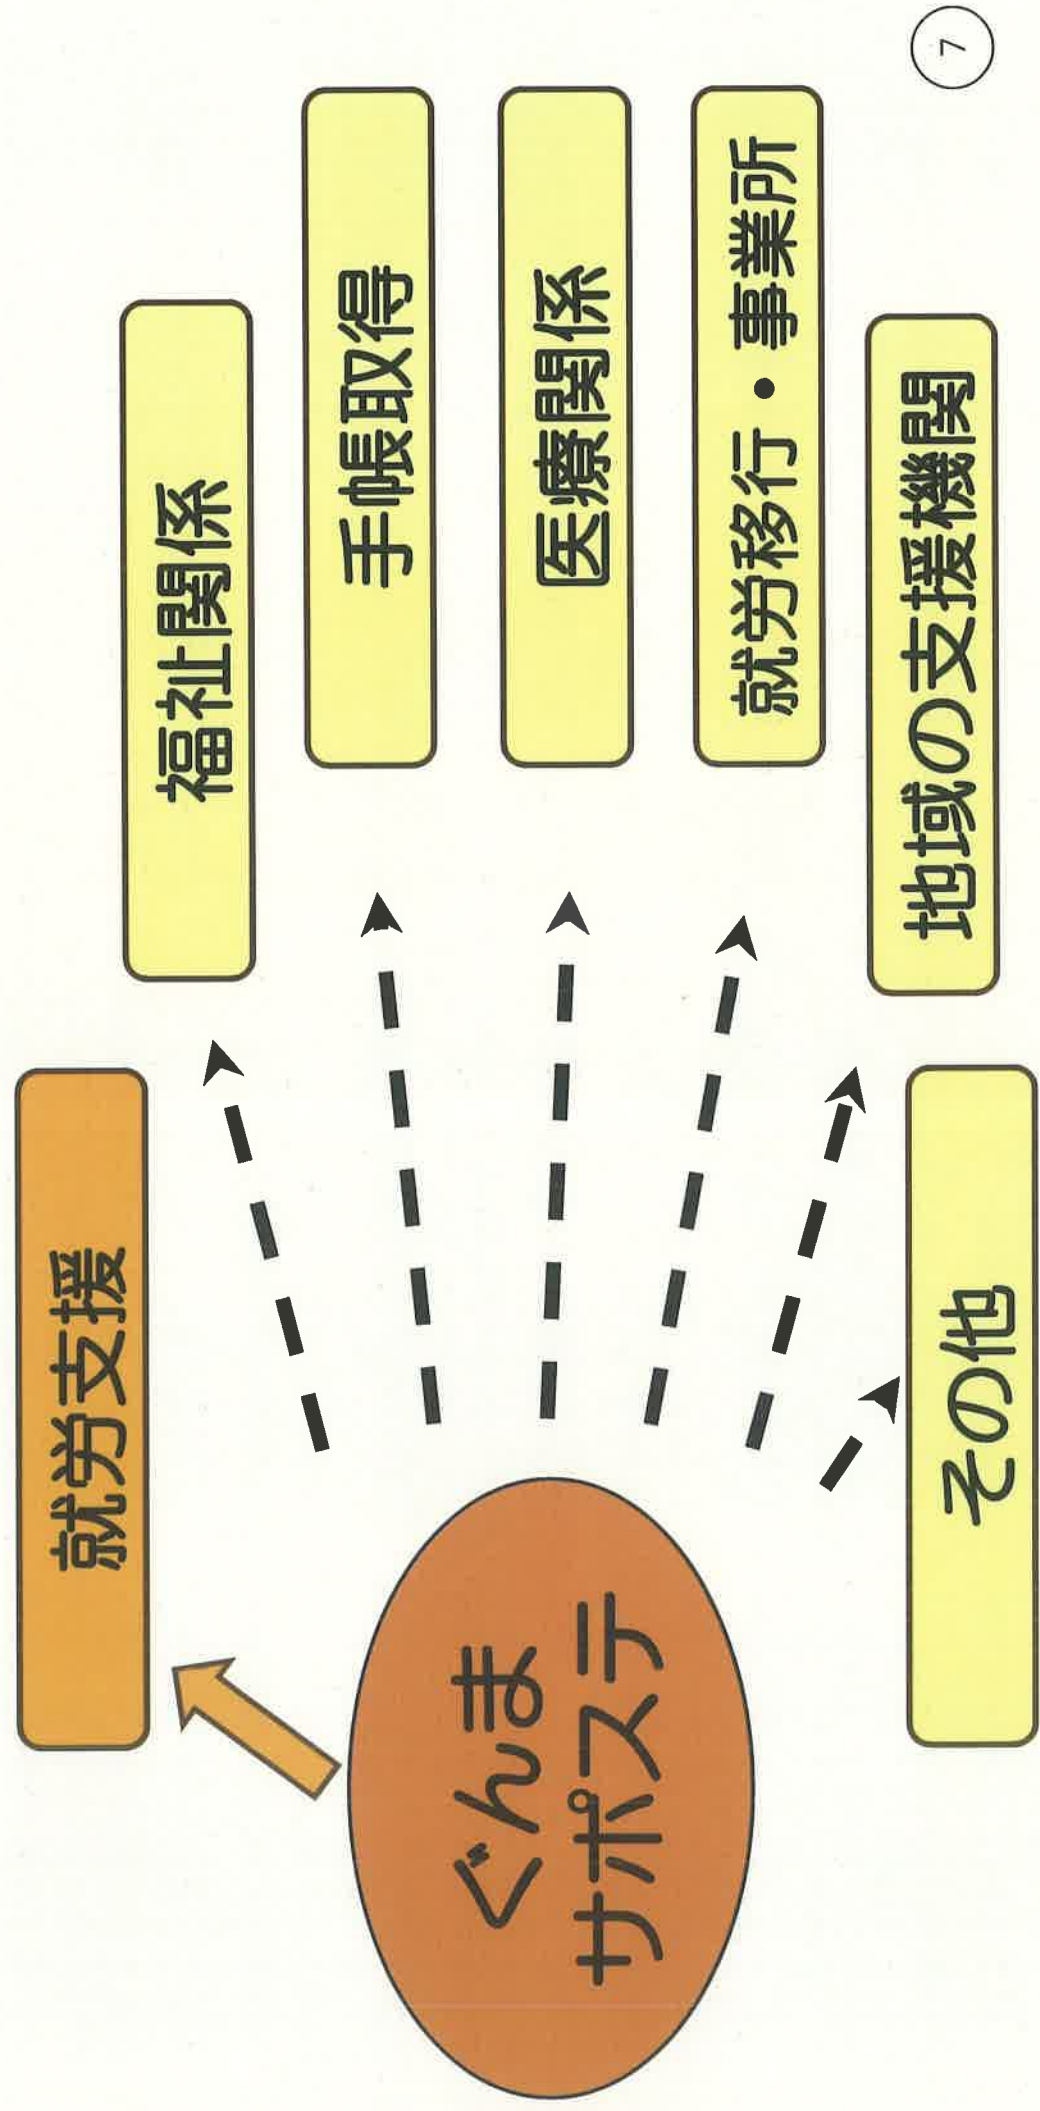 就労支援
福祉関係
手帳取得
医療関係
就労移行・事業所
地域の支援機関
その他
ぐんま
サポステ
7